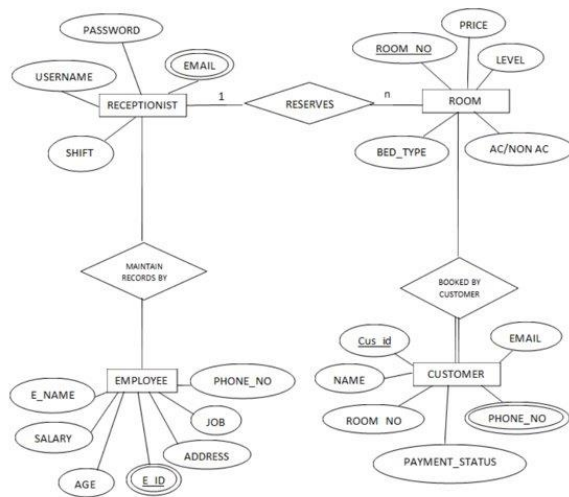 PASSWORD
PRICE
ROOM_NO
EMAIL
LEVEL
USERNAME
RECEPTIONIST
1
RESERVES
n
ROOM
SHIFT
BED_TYPE
AC/NON AC
MAINTAIN
RECORDS BY
BOOKED BY
CUSTOMER
Cus_id
EMAIL
EMPLOYEE
PHONE_NO
CUSTOMER
E_NAME
NAME
JOB
ROOM_NO
PHONE_NO
SALARY
ADDRESS
AGE
E_ID
PAYMENT_STATUS